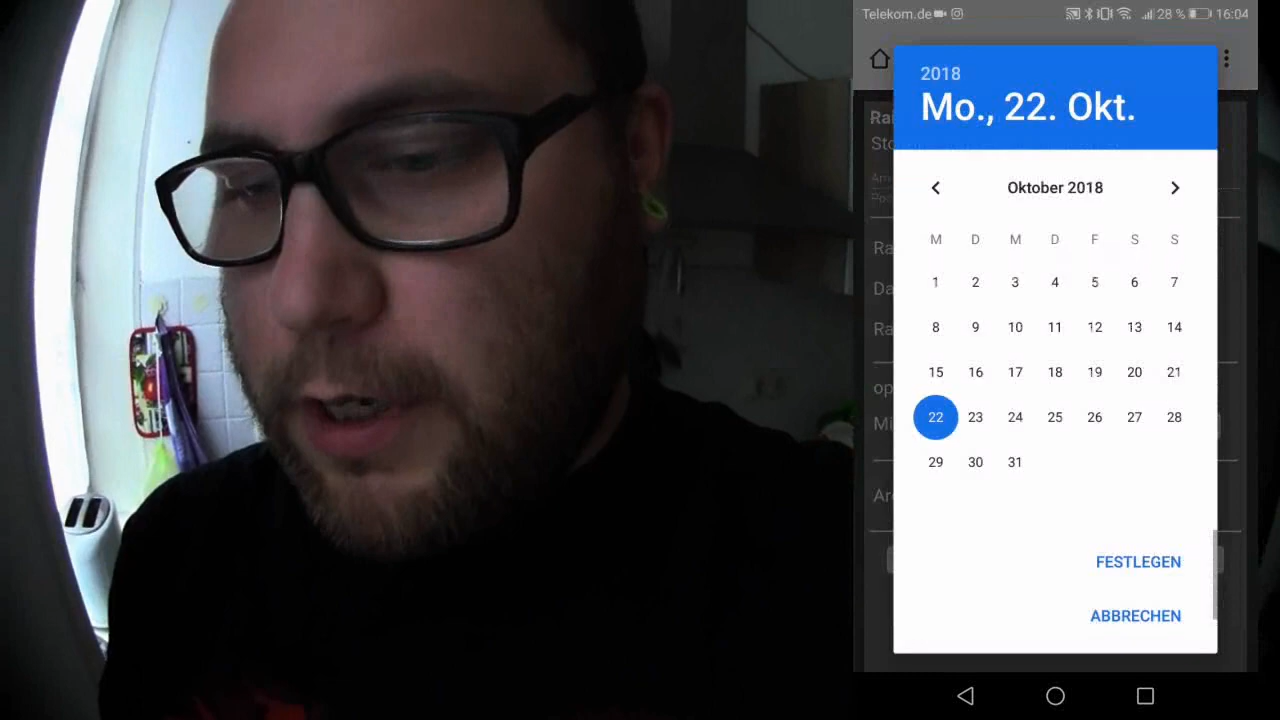 Telekom.de 28 % 16:04
2018
Mo., 22. Okt.
Oktober 2018
M D M D F S S
1 2 3 4 5 6 7
8 9 10 11 12 13 14
15 16 17 18 19 20 21
22 23 24 25 26 27 28
29 30 31
FESTLEGEN
ABBRECHEN